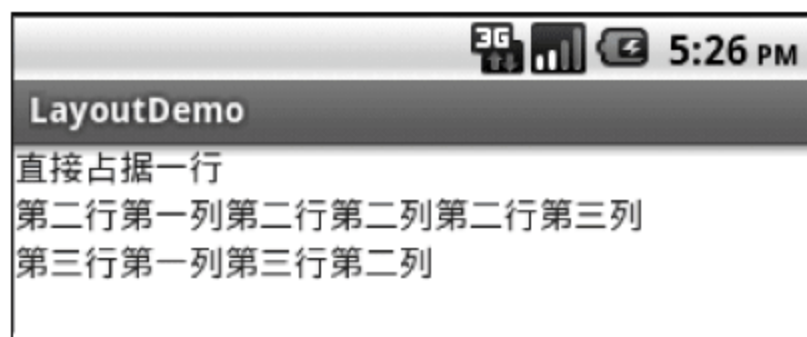 3G 5:26 PM
LayoutDemo
直接占据一行
第二行第一列第二行第二列第二行第三列
第三行第一列第三行第二列